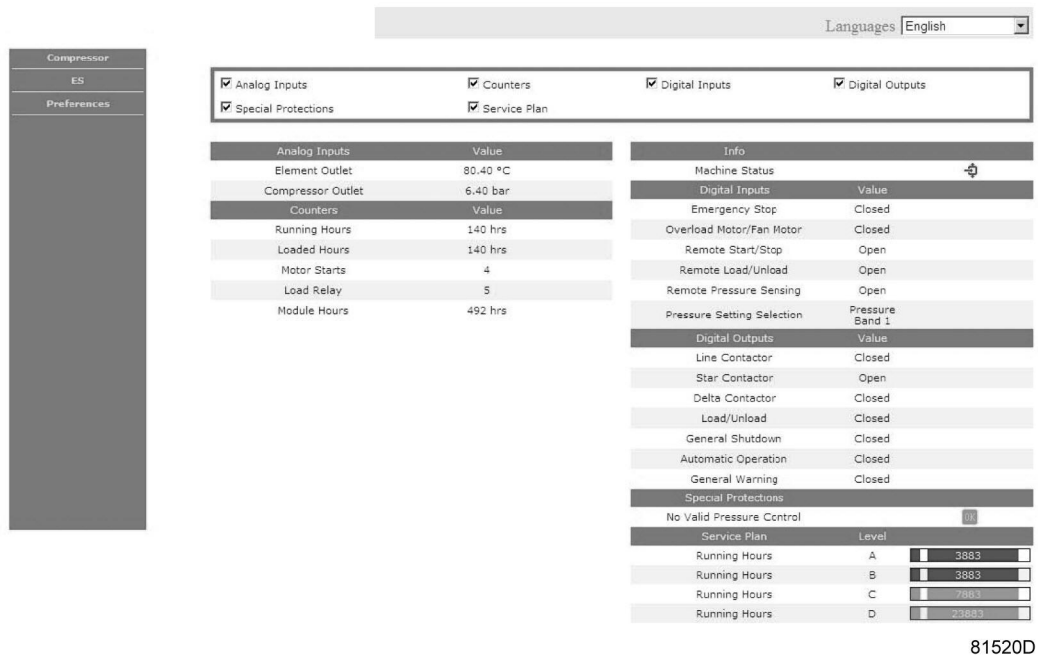 Languages English
Compressor
ES
Preferences
Analog Inputs Counters Digital Inputs Digital Outputs
Special Protections Service Plan
Analog Inputs Value
Element Outlet 80.40 °C
Compressor Outlet 6.40 bar
Counters Value
Running Hours 140 hrs
Loaded Hours 140 hrs
Motor Starts 4
Load Relay 5
Module Hours 492 hrs
Info
Machine Status
Digital Inputs Value
Emergency Stop Closed
Overload Motor/Fan Motor Closed
Remote Start/Stop Open
Remote Load/Unload Open
Remote Pressure Sensing Open
Pressure Setting Selection Pressure
Band 1
Digital Outputs Value
Line Contactor Closed
Star Contactor Open
Delta Contactor Closed
Load/Unload Closed
General Shutdown Closed
Automatic Operation Closed
General Warning Closed
Special Protections
No Valid Pressure Control OK
Service Plan Level
Running Hours A 3883
Running Hours B 3883
Running Hours C 7883
Running Hours D 23883
81520D